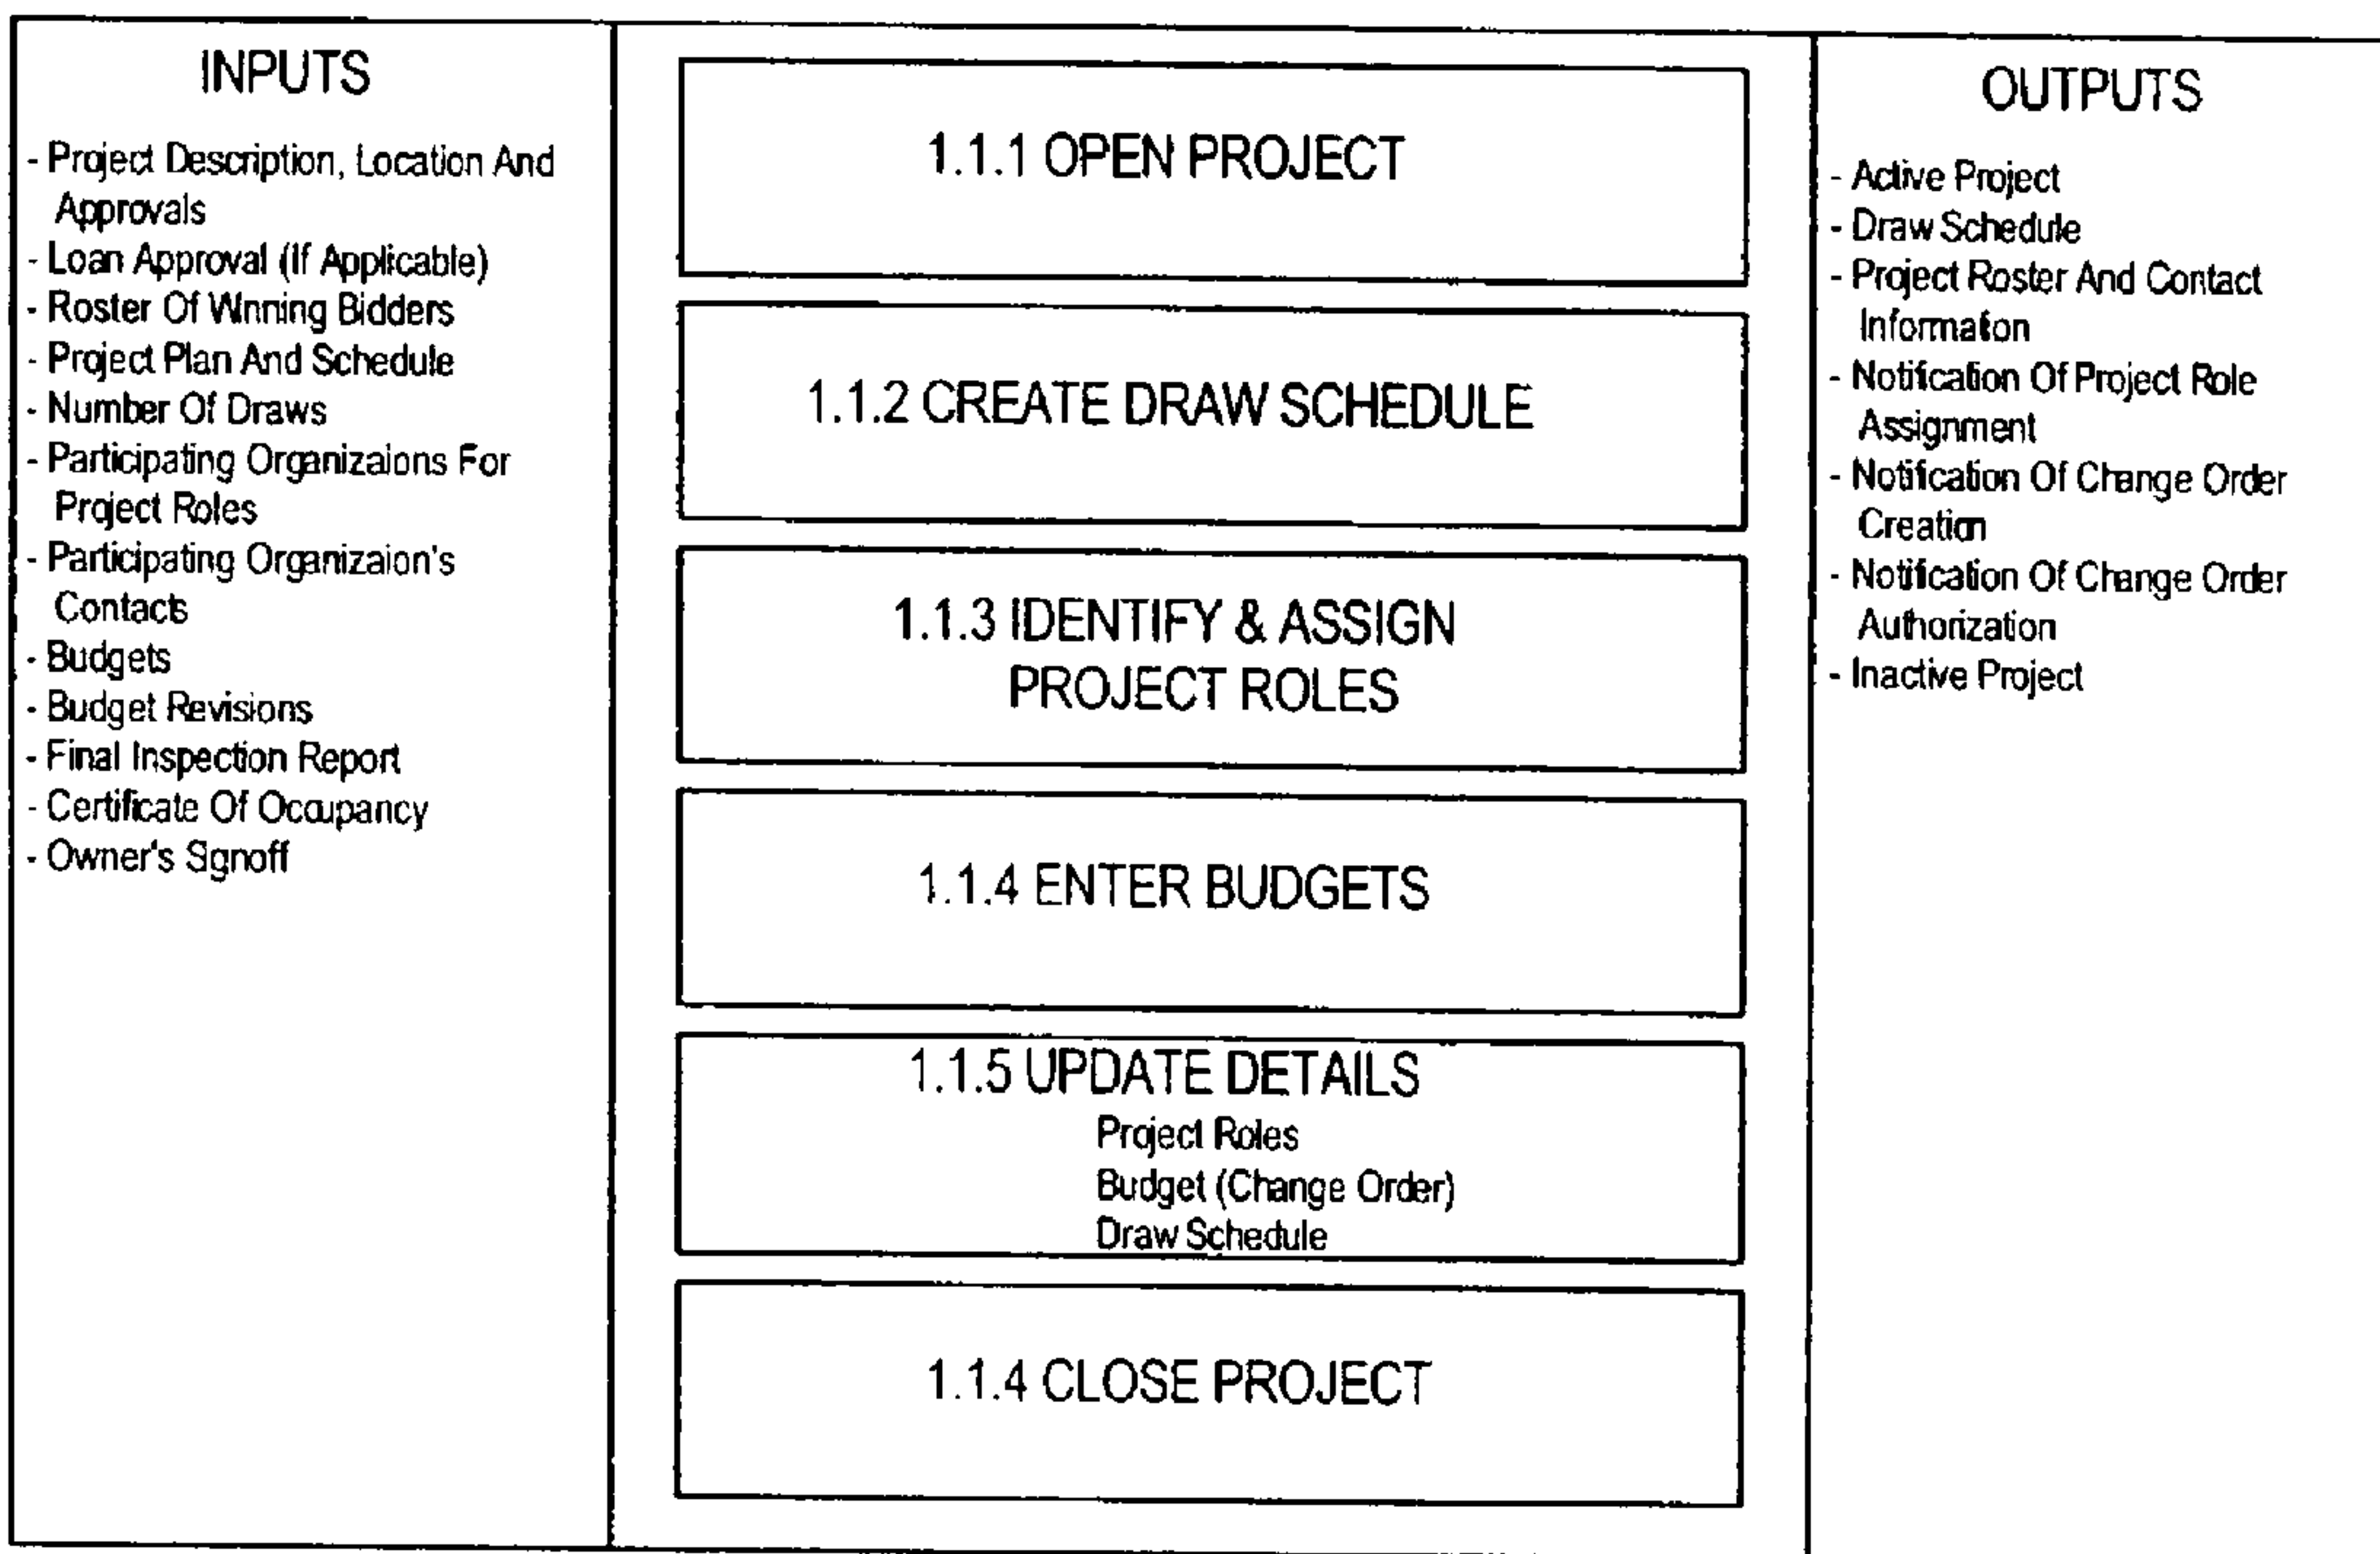 INPUTS
- Project Description, Location And
Approvals
- Loan Approval (If Applicable)
- Roster Of Winning Bidders
- Project Plan And Schedule
- Number Of Draws
- Participating Organizaions For
Project Roles
- Participating Organizaion's
Contacts
- Budgets
- Budget Revisions
- Final Inspection Report
- Certificate Of Occupancy
- Owner's Signoff
1.1.1 OPEN PROJECT
1.1.2 CREATE DRAW SCHEDULE
1.1.3 IDENTIFY & ASSIGN
PROJECT ROLES
1.1.4 ENTER BUDGETS
1.1.5 UPDATE DETAILS
Project Roles
Budget (Change Order)
Draw Schedule
1.1.4 CLOSE PROJECT
OUTPUTS
- Active Project
- Draw Schedule
- Project Roster And Contact
Information
- Notification Of Project Role
Assignment
- Notification Of Change Order
Creation
- Notification Of Change Order
Authorization
- Inactive Project